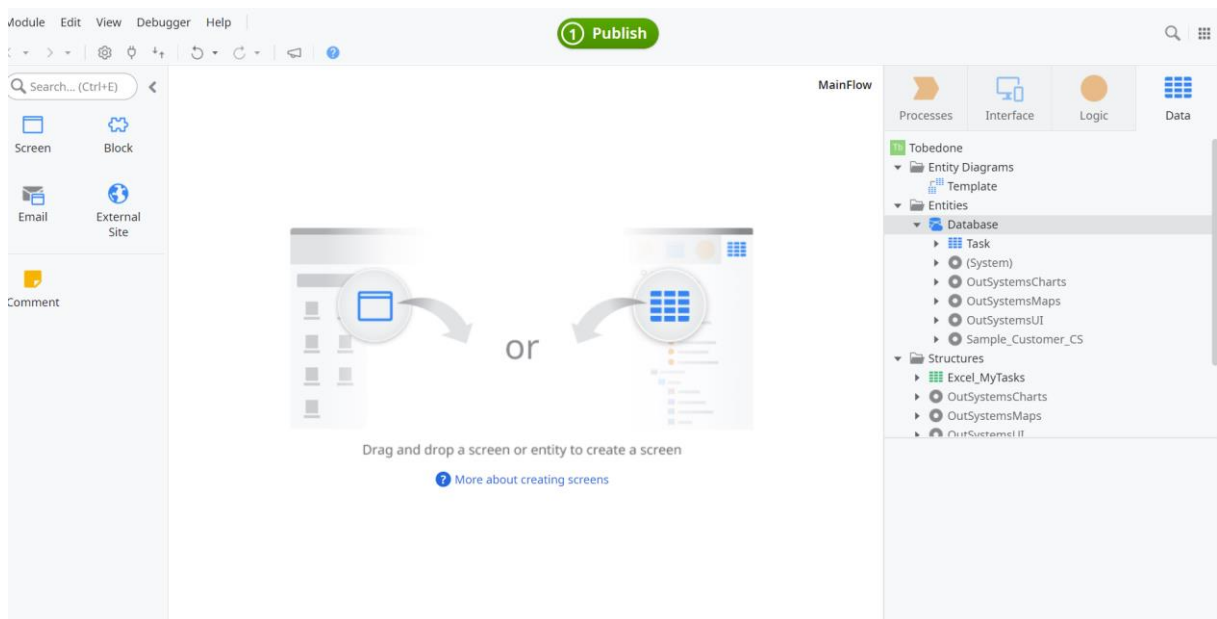 Module Edit View Debugger Help
1 Publish
Search... (Ctrl+E)
MainFlow
Screen
Block
Email
External
Site
Comment
or
Drag and drop a screen or entity to create a screen
? More about creating screens
Processes
Interface
Logic
Data
Tb Tobedone
Entity Diagrams
Template
Entities
Database
Task
(System)
OutSystemsCharts
OutSystemsMaps
OutSystemsUI
Sample_Customer_CS
Structures
Excel_MyTasks
OutSystemsCharts
OutSystemsMaps
OutSystemsUI